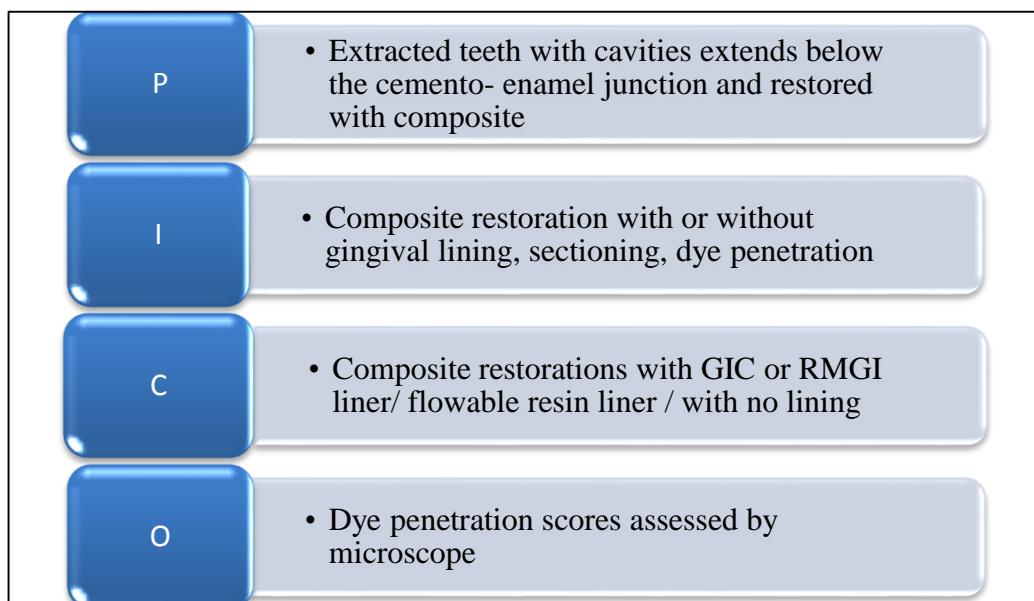 P
• Extracted teeth with cavities extends below
the cemento- enamel junction and restored
with composite
I
• Composite restoration with or without
gingival lining, sectioning, dye penetration
C
• Composite restorations with GIC or RMGI
liner/ flowable resin liner / with no lining
O
• Dye penetration scores assessed by
microscope